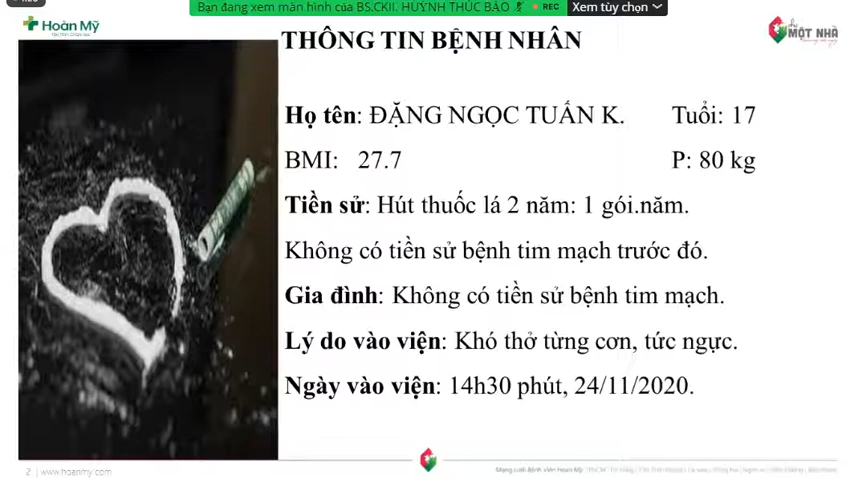 Bạn đang xem màn hình của BS.CKII. HUỲNH THÚC BẢO
REC
Xem tùy chọn
Hoàn Mỹ
MỘT NHÀ
THÔNG TIN BỆNH NHÂN
Họ tên: ĐẶNG NGỌC TUẤN K. Tuổi: 17
BMI: 27.7 P: 80 kg
Tiền sử: Hút thuốc lá 2 năm: 1 gói.năm.
Không có tiền sử bệnh tim mạch trước đó.
Gia đình: Không có tiền sử bệnh tim mạch.
Lý do vào viện: Khó thở từng cơn, tức ngực.
Ngày vào viện: 14h30 phút, 24/11/2020.
2 | www.hoanmy.com